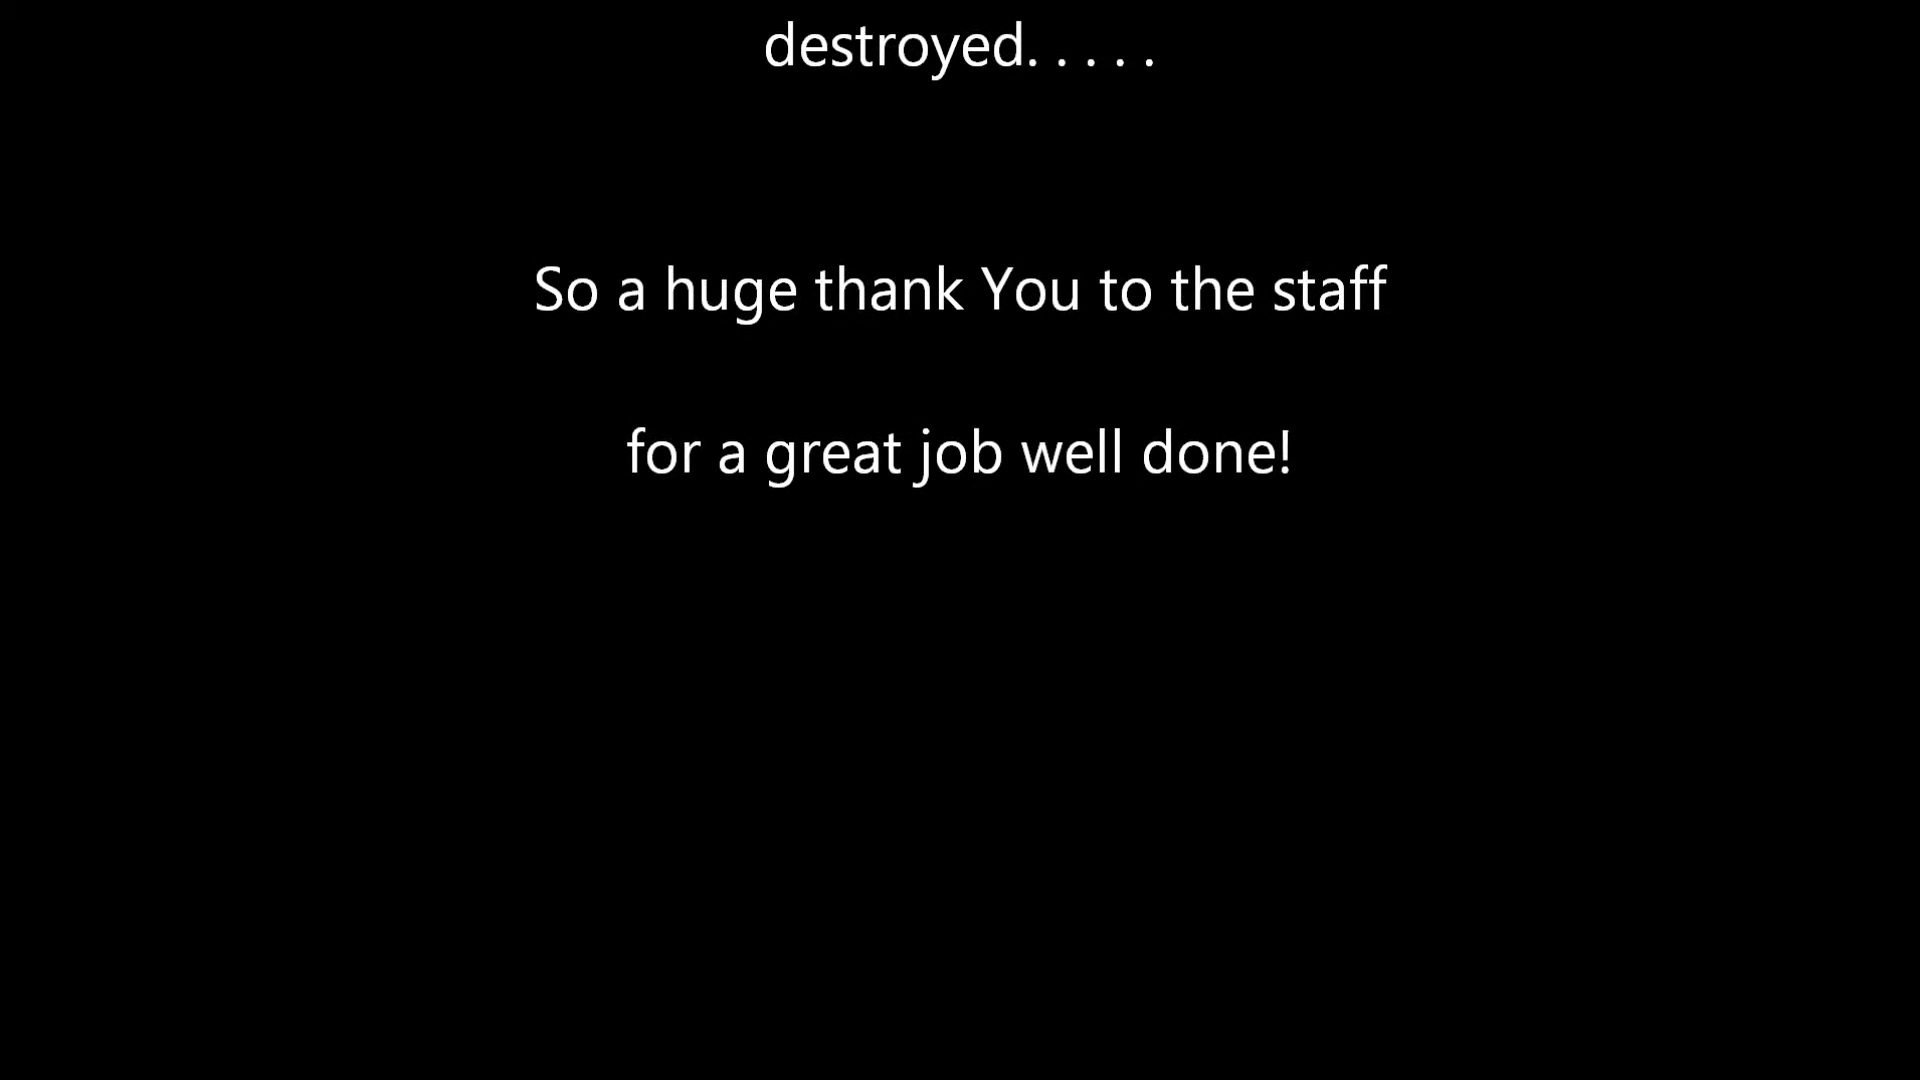 destroyed. . . . .
So a huge thank You to the staff
for a great job well done!